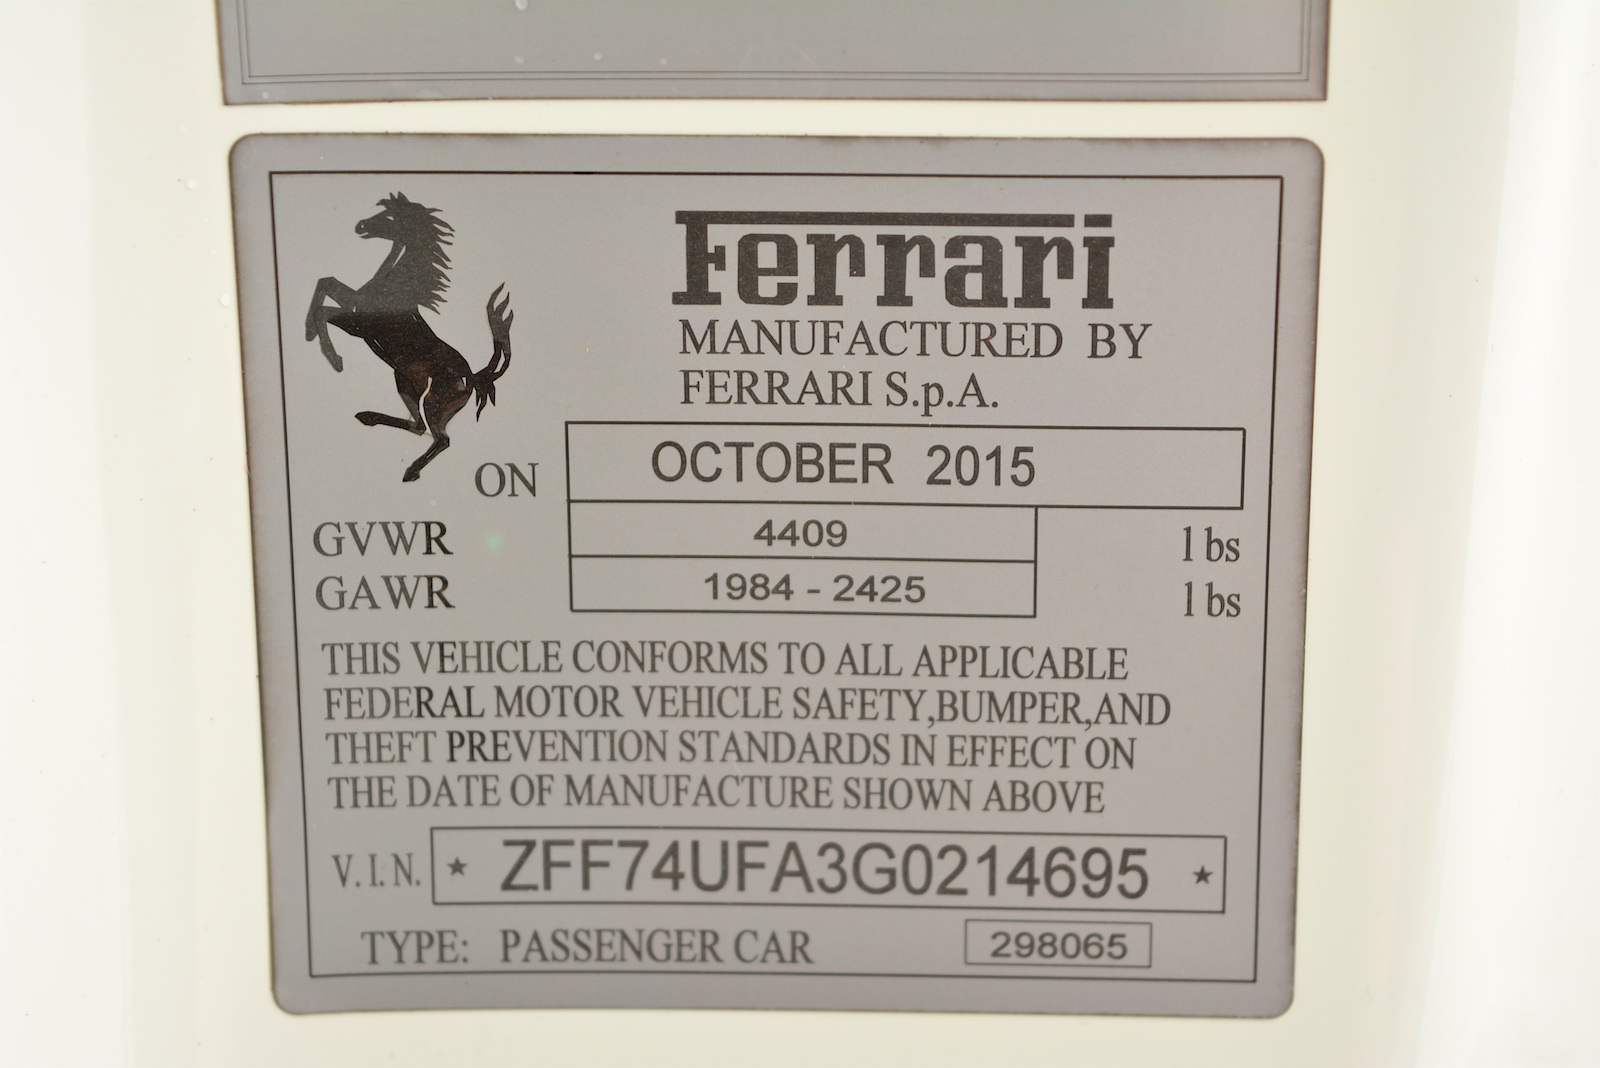 Ferrari
MANUFACTURED BY
FERRARI S.p.A.
ON OCTOBER 2015
GVWR 4409 lbs
GAWR 1984 - 2425 lbs
THIS VEHICLE CONFORMS TO ALL APPLICABLE
FEDERAL MOTOR VEHICLE SAFETY,BUMPER,AND
THEFT PREVENTION STANDARDS IN EFFECT ON
THE DATE OF MANUFACTURE SHOWN ABOVE
V.I.N. ★ ZFF74UFA3G0214695 ★
TYPE: PASSENGER CAR 298065